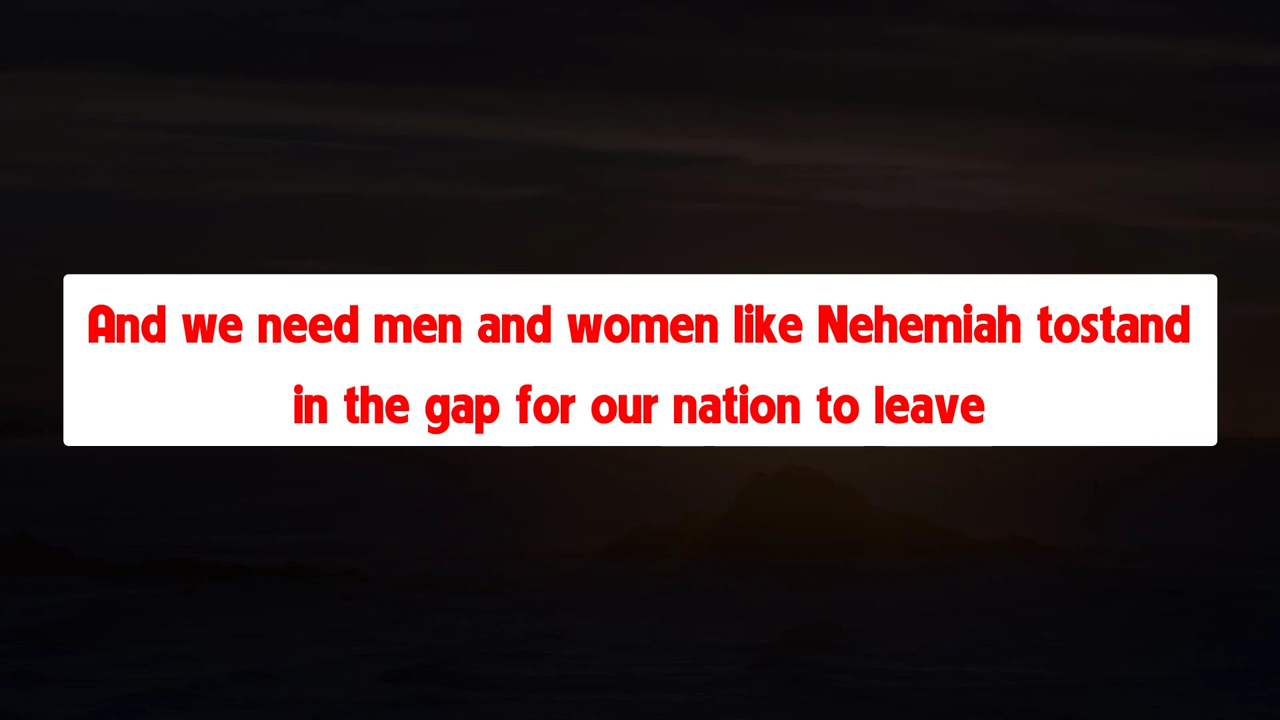 And we need men and women like Nehemiah tostand
in the gap for our nation to leave